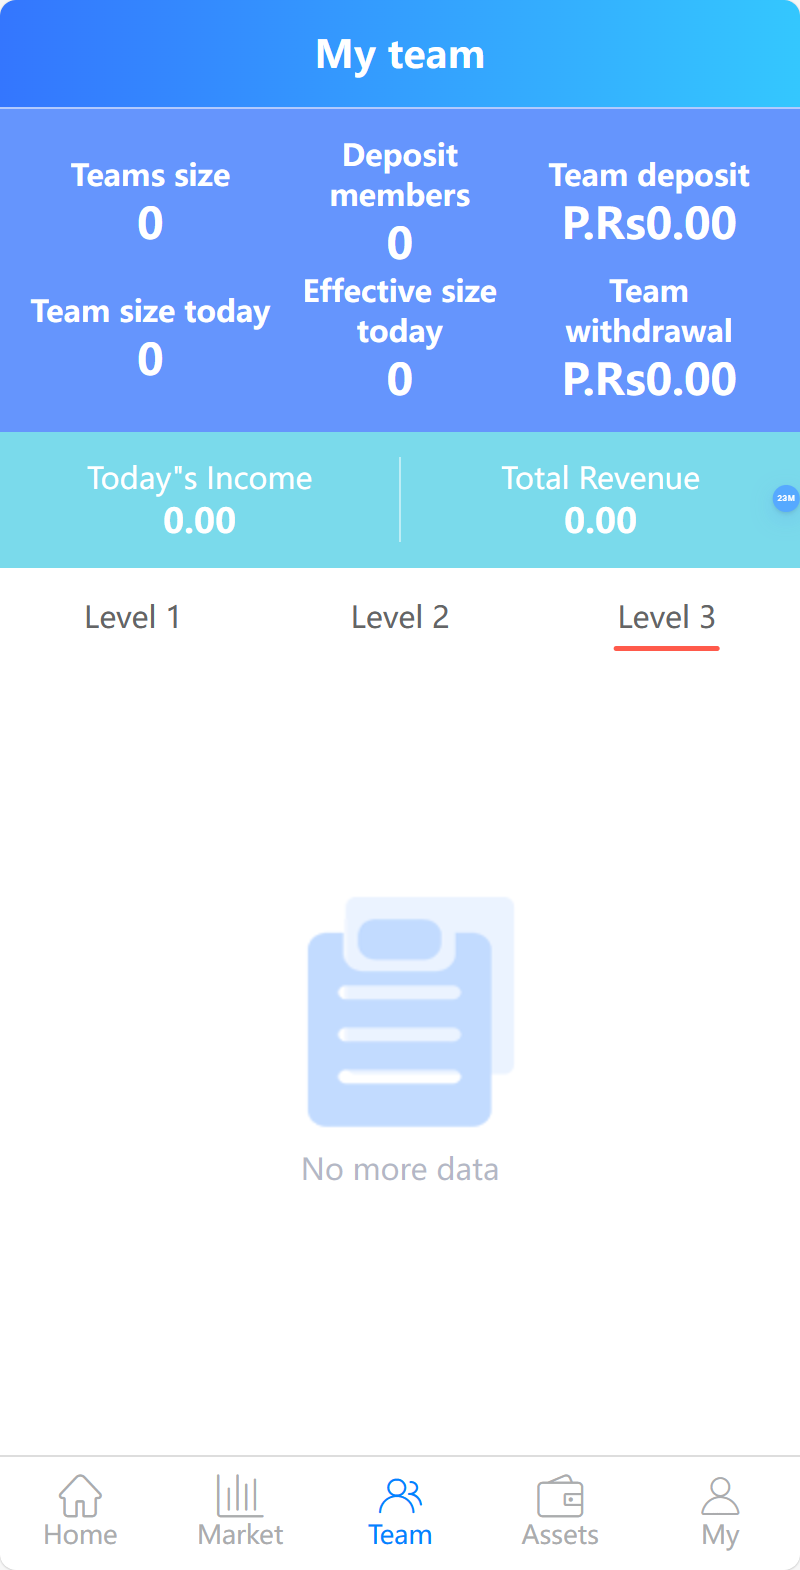 My team
Teams size
0
Deposit
members
0
Team deposit
P.Rs0.00
Team size today
0
Effective size
today
0
Team
withdrawal
P.Rs0.00
Today"s Income
0.00
Total Revenue
0.00
23M
Level 1
Level 2
Level 3
No more data
Home
Market
Team
Assets
My